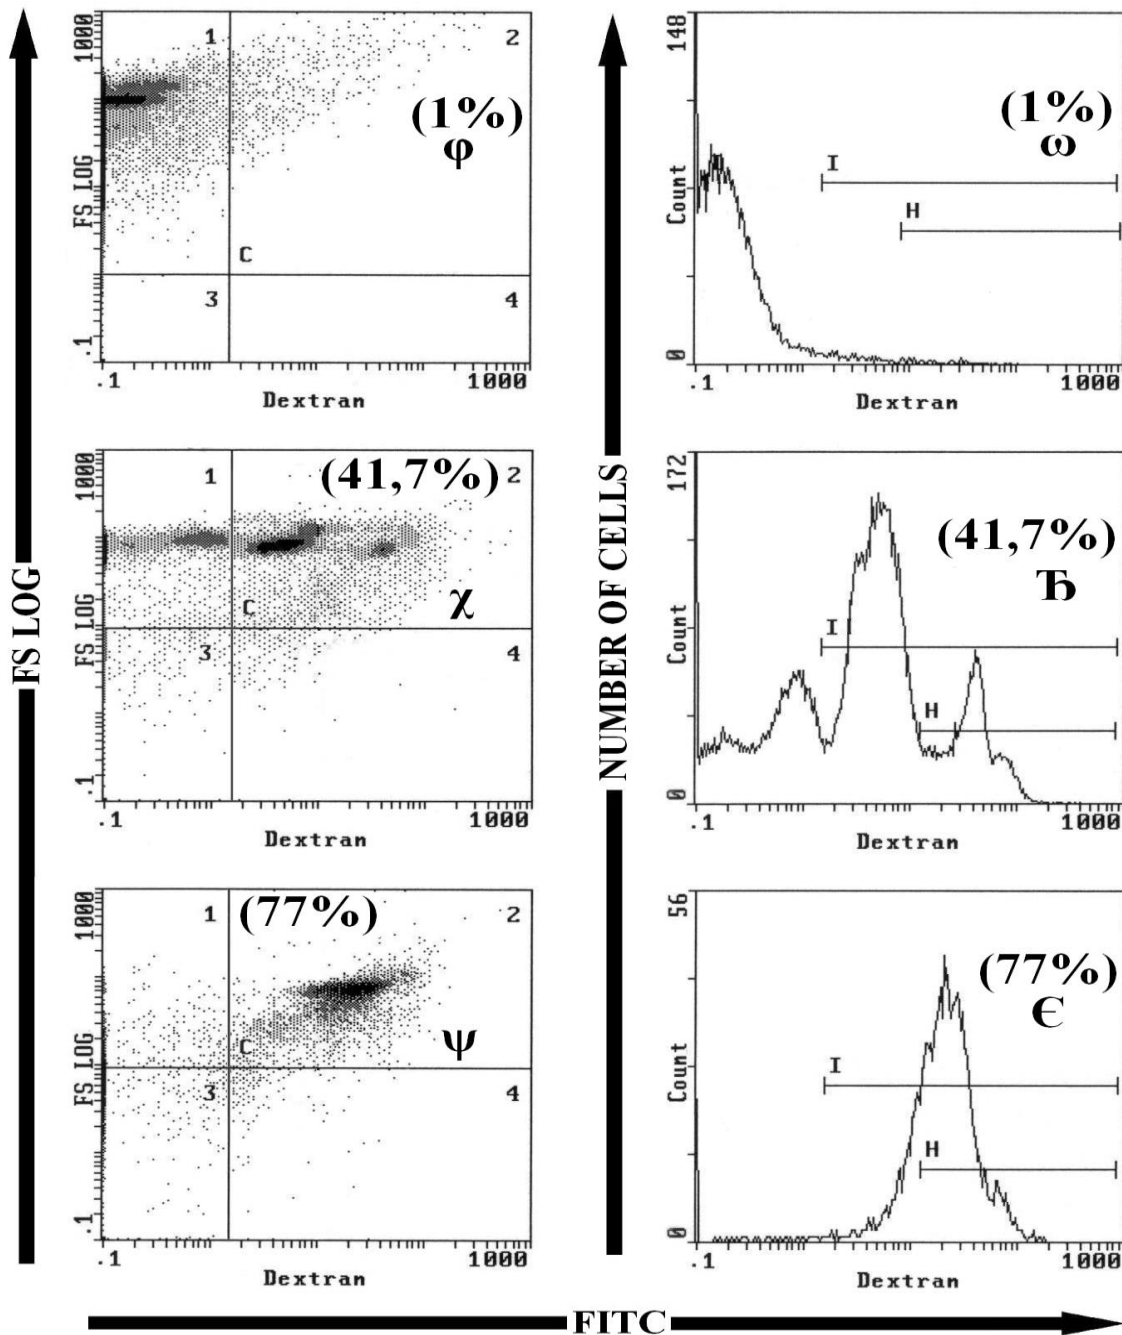 FS LOG
NUMBER OF CELLS
FITC
1000
FS LOG
.1
1
2
(1%)
φ
C
3
4
.1
1000
Dextran
148
Count
0
(1%)
ω
I
H
.1
1000
Dextran
1000
FS LOG
.1
1
(41,7%)
2
C
χ
3
4
.1
1000
Dextran
172
Count
0
(41,7%)
Ђ
I
H
.1
1000
Dextran
1000
FS LOG
.1
1
(77%)
2
C
ψ
3
4
.1
1000
Dextran
56
Count
0
(77%)
Є
I
H
.1
1000
Dextran